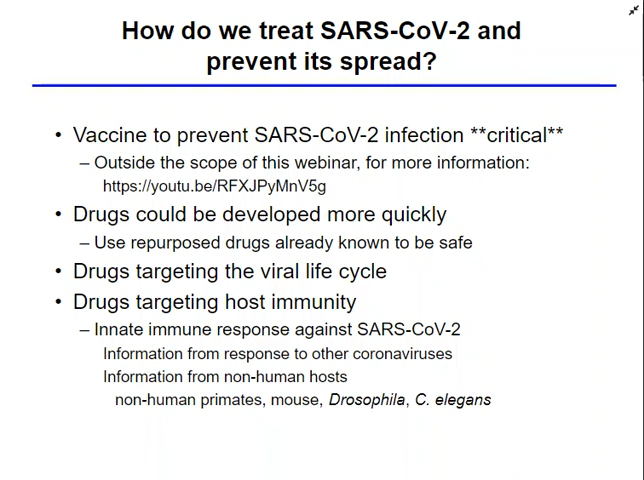 How do we treat SARS-CoV-2 and
prevent its spread?
• Vaccine to prevent SARS-CoV-2 infection **critical**
– Outside the scope of this webinar, for more information:
https://youtu.be/RFXJPyMnV5g
• Drugs could be developed more quickly
– Use repurposed drugs already known to be safe
• Drugs targeting the viral life cycle
• Drugs targeting host immunity
– Innate immune response against SARS-CoV-2
Information from response to other coronaviruses
Information from non-human hosts
non-human primates, mouse, Drosophila, C. elegans